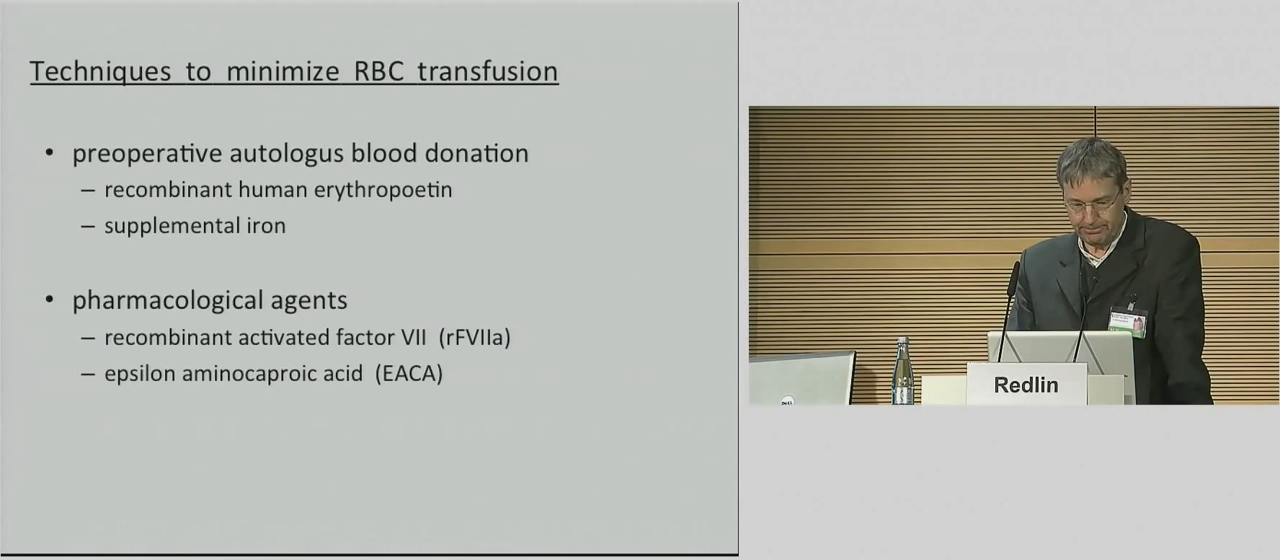 Techniques to minimize RBC transfusion
• preoperative autologus blood donation
– recombinant human erythropoetin
– supplemental iron
• pharmacological agents
– recombinant activated factor VII (rFVIIa)
– epsilon aminocaproic acid (EACA)
Redlin